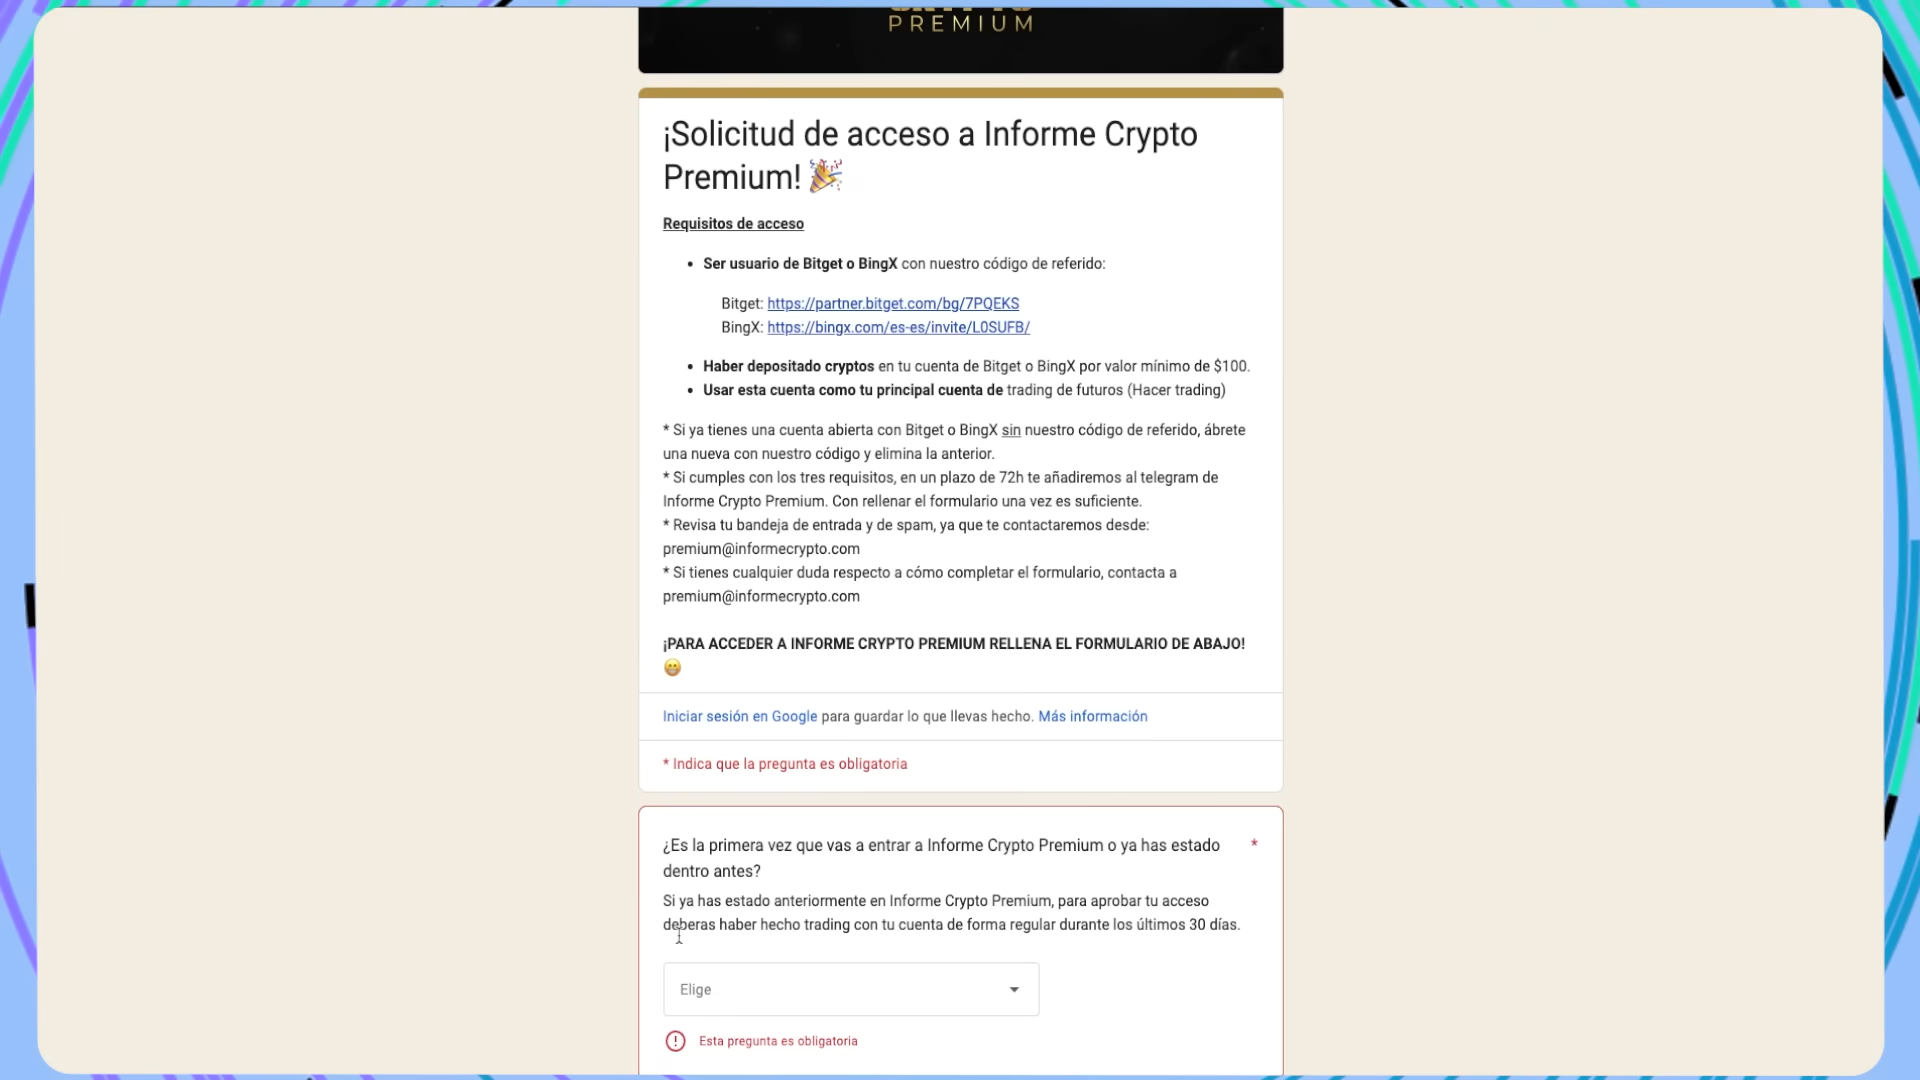 PREMIUM
¡Solicitud de acceso a Informe Crypto
Premium! 🎉
Requisitos de acceso
• Ser usuario de Bitget o BingX con nuestro código de referido:
Bitget: https://partner.bitget.com/bg/7PQEKS
BingX: https://bingx.com/es-es/invite/L0SUFB/
• Haber depositado cryptos en tu cuenta de Bitget o BingX por valor mínimo de $100.
• Usar esta cuenta como tu principal cuenta de trading de futuros (Hacer trading)
* Si ya tienes una cuenta abierta con Bitget o BingX sin nuestro código de referido, ábrete
una nueva con nuestro código y elimina la anterior.
* Si cumples con los tres requisitos, en un plazo de 72h te añadiremos al telegram de
Informe Crypto Premium. Con rellenar el formulario una vez es suficiente.
* Revisa tu bandeja de entrada y de spam, ya que te contactaremos desde:
premium@informecrypto.com
* Si tienes cualquier duda respecto a cómo completar el formulario, contacta a
premium@informecrypto.com
¡PARA ACCEDER A INFORME CRYPTO PREMIUM RELLENA EL FORMULARIO DE ABAJO!
😁
Iniciar sesión en Google para guardar lo que llevas hecho. Más información
* Indica que la pregunta es obligatoria
¿Es la primera vez que vas a entrar a Informe Crypto Premium o ya has estado *
dentro antes?
Si ya has estado anteriormente en Informe Crypto Premium, para aprobar tu acceso
deberas haber hecho trading con tu cuenta de forma regular durante los últimos 30 días.
Elige
Esta pregunta es obligatoria